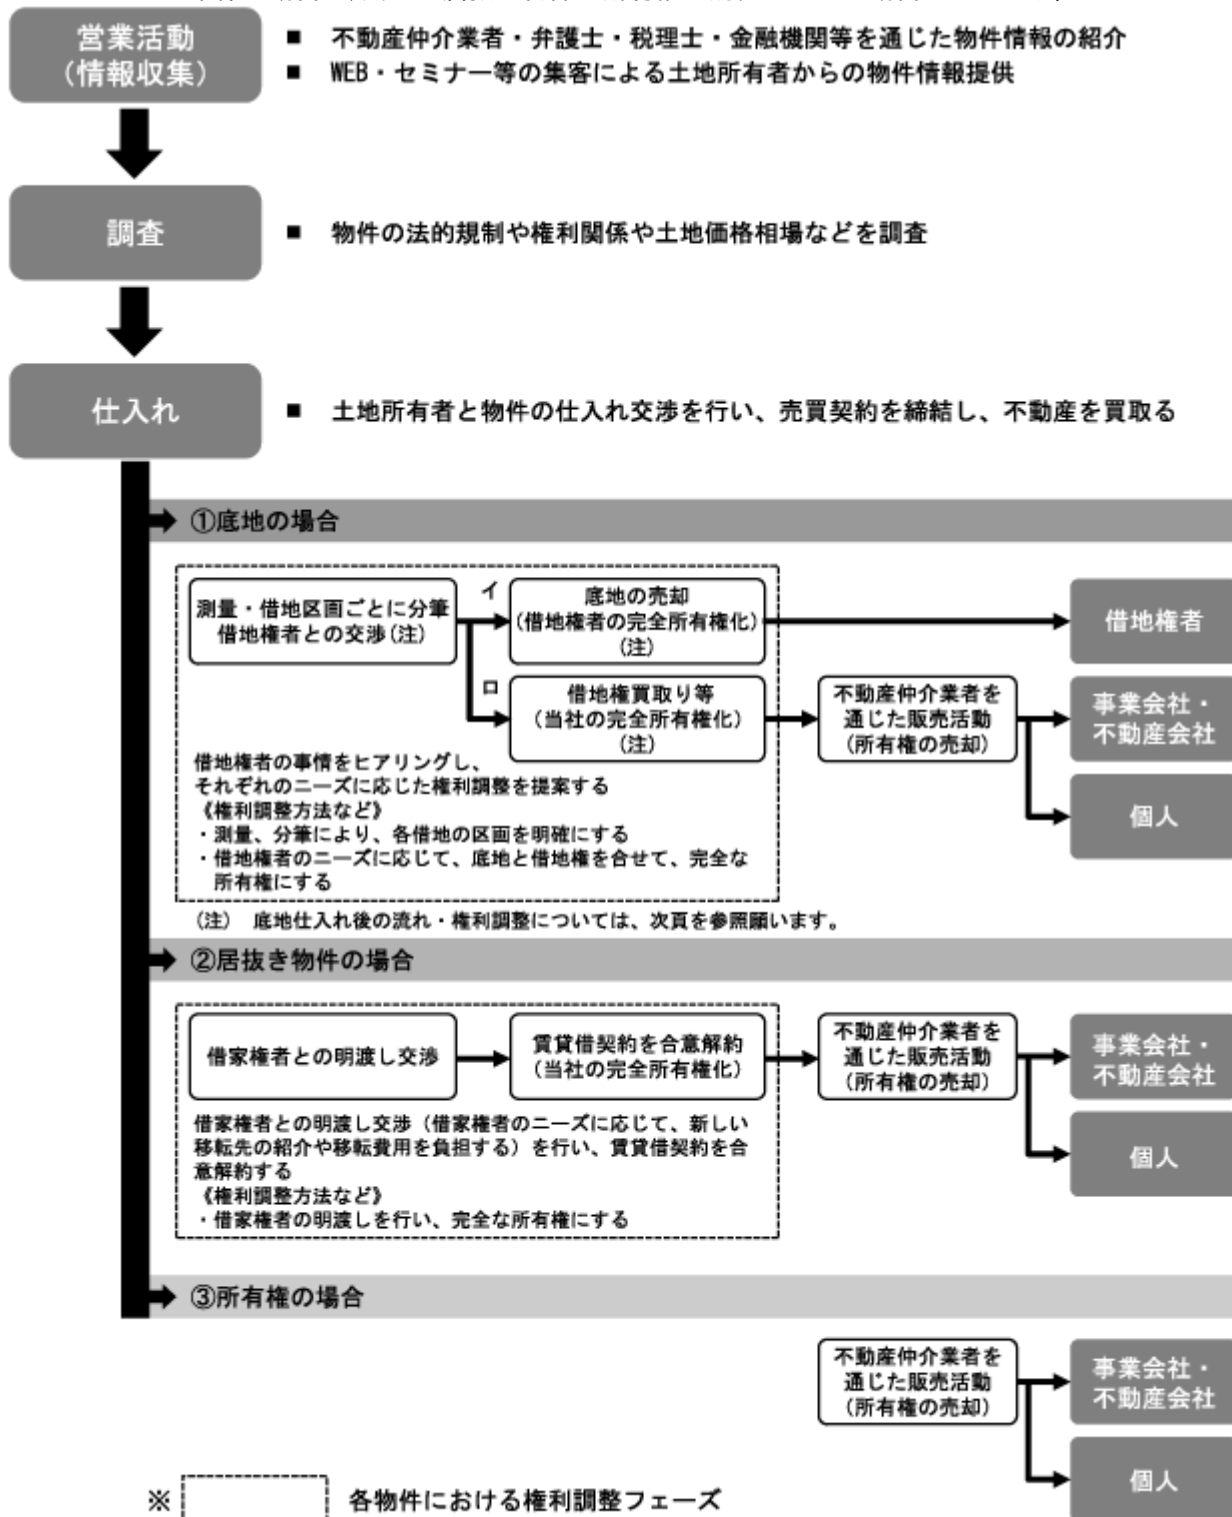 営業活動
(情報収集)
■ 不動産仲介業者・弁護士・税理士・金融機関等を通じた物件情報の紹介
■ WEB・セミナー等の集客による土地所有者からの物件情報提供
調査
■ 物件の法的規制や権利関係や土地価格相場などを調査
仕入れ
■ 土地所有者と物件の仕入れ交渉を行い、売買契約を締結し、不動産を買取る
①底地の場合
測量・借地区画ごとに分筆
借地権者との交渉(注)
イ
底地の売却
(借地権者の完全所有権化)
(注)
借地権者
ロ
借地権買取り等
(当社の完全所有権化)
(注)
不動産仲介業者を
通じた販売活動
(所有権の売却)
事業会社・
不動産会社
個人
借地権者の事情をヒアリングし、
それぞれのニーズに応じた権利調整を提案する
《権利調整方法など》
・測量、分筆により、各借地の区画を明確にする
・借地権者のニーズに応じて、底地と借地権を合せて、完全な
所有権にする
(注) 底地仕入れ後の流れ・権利調整については、次頁を参照願います。
②居抜き物件の場合
借家権者との明渡し交渉
賃貸借契約を合意解約
(当社の完全所有権化)
不動産仲介業者を
通じた販売活動
(所有権の売却)
事業会社・
不動産会社
個人
借家権者との明渡し交渉(借家権者のニーズに応じて、新しい
移転先の紹介や移転費用を負担する)を行い、賃貸借契約を合
意解約する
《権利調整方法など》
・借家権者の明渡しを行い、完全な所有権にする
③所有権の場合
不動産仲介業者を
通じた販売活動
(所有権の売却)
事業会社・
不動産会社
個人
※ 各物件における権利調整フェーズ